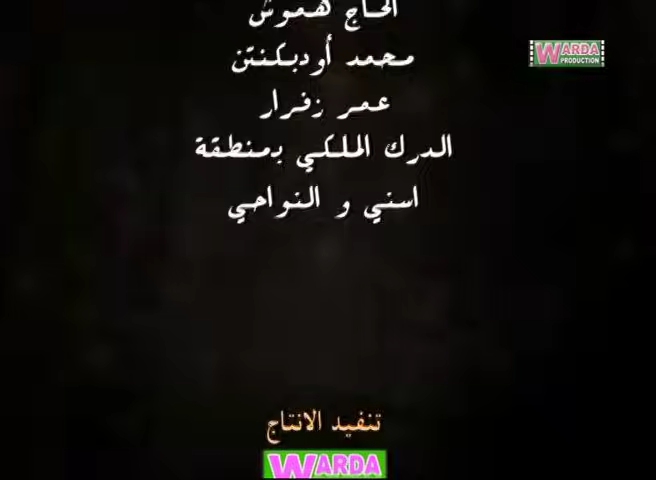 الحاج هموش
محمد أودبكنتن
عمر زفرار
الدرك الملكي بمنطقة
اسني و النواحي
WARDA
PRODUCTION
تنفيد الانتاج
WARDA